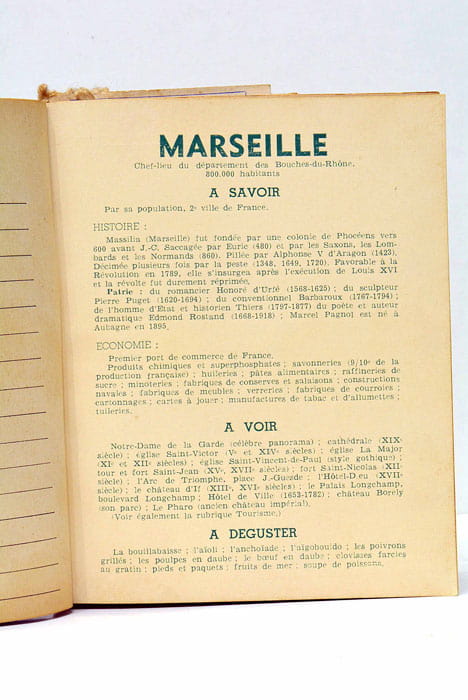 MARSEILLE
Chef-lieu du département des Bouches-du-Rhône,
800.000 habitants
A SAVOIR
Par sa population, 2e ville de France.
HISTOIRE :
Massilia (Marseille) fut fondée par une colonie de Phocéens vers
600 avant J.-C. Saccagée par Euric (480) et par les Saxons, les Lom-
bards et les Normands (860). Pillée par Alphonse V d'Aragon (1423).
Décimée plusieurs fois par la peste (1348, 1649, 1720). Favorable à la
Révolution en 1789, elle s'insurgea après l'exécution de Louis XVI
et la révolte fut durement réprimée.
Patrie : du romancier Honoré d'Urfé (1568-1625) ; du sculpteur
Pierre Puget (1620-1694) ; du conventionnel Barbaroux (1767-1794) ;
de l'homme d'Etat et historien Thiers (1797-1877) du poète et auteur
dramatique Edmond Rostand (1668-1918) ; Marcel Pagnol est né à
Aubagne en 1895.
ECONOMIE :
Premier port de commerce de France.
Produits chimiques et superphosphates ; savonneries (9/10e de la
production française) ; huileries ; pâtes alimentaires ; raffineries de
sucre ; minoteries ; fabriques de conserves et salaisons ; constructions
navales ; fabriques de meubles ; verreries ; fabriques de courroies ;
cartonnages ; cartes à jouer ; manufactures de tabac et d'allumettes ;
tuileries.
A VOIR
Notre-Dame de la Garde (célèbre panorama) ; cathédrale (XIXe
siècle) ; église Saint-Victor (Ve et XIVe siècles) ; église La Major
(XIe et XIIe siècles) ; église Saint-Vincent-de-Paul (style gothique) ;
tour et fort Saint-Jean (XVe, XVIIe siècles) ; fort Saint-Nicolas (XIIe
siècle) ; l'Arc de Triomphe, place J.-Guesde ; l'Hôtel-Dieu (XVIIe
siècle) ; le château d'If (XIIIe, XVIe siècles) ; le Palais Longchamp,
boulevard Longchamp ; Hôtel de Ville (1653-1782) ; château Borely
(son parc) ; Le Pharo (ancien château impérial).
(Voir également la rubrique Tourisme.)
A DEGUSTER
La bouillabaisse ; l'aïoli ; l'anchoïade ; l'aïgohouido ; les poivrons
grillés ; les poulpes en daube ; le bœuf en daube ; clovisses farcies
au gratin ; pieds et paquets ; fruits de mer ; soupe de poissons.